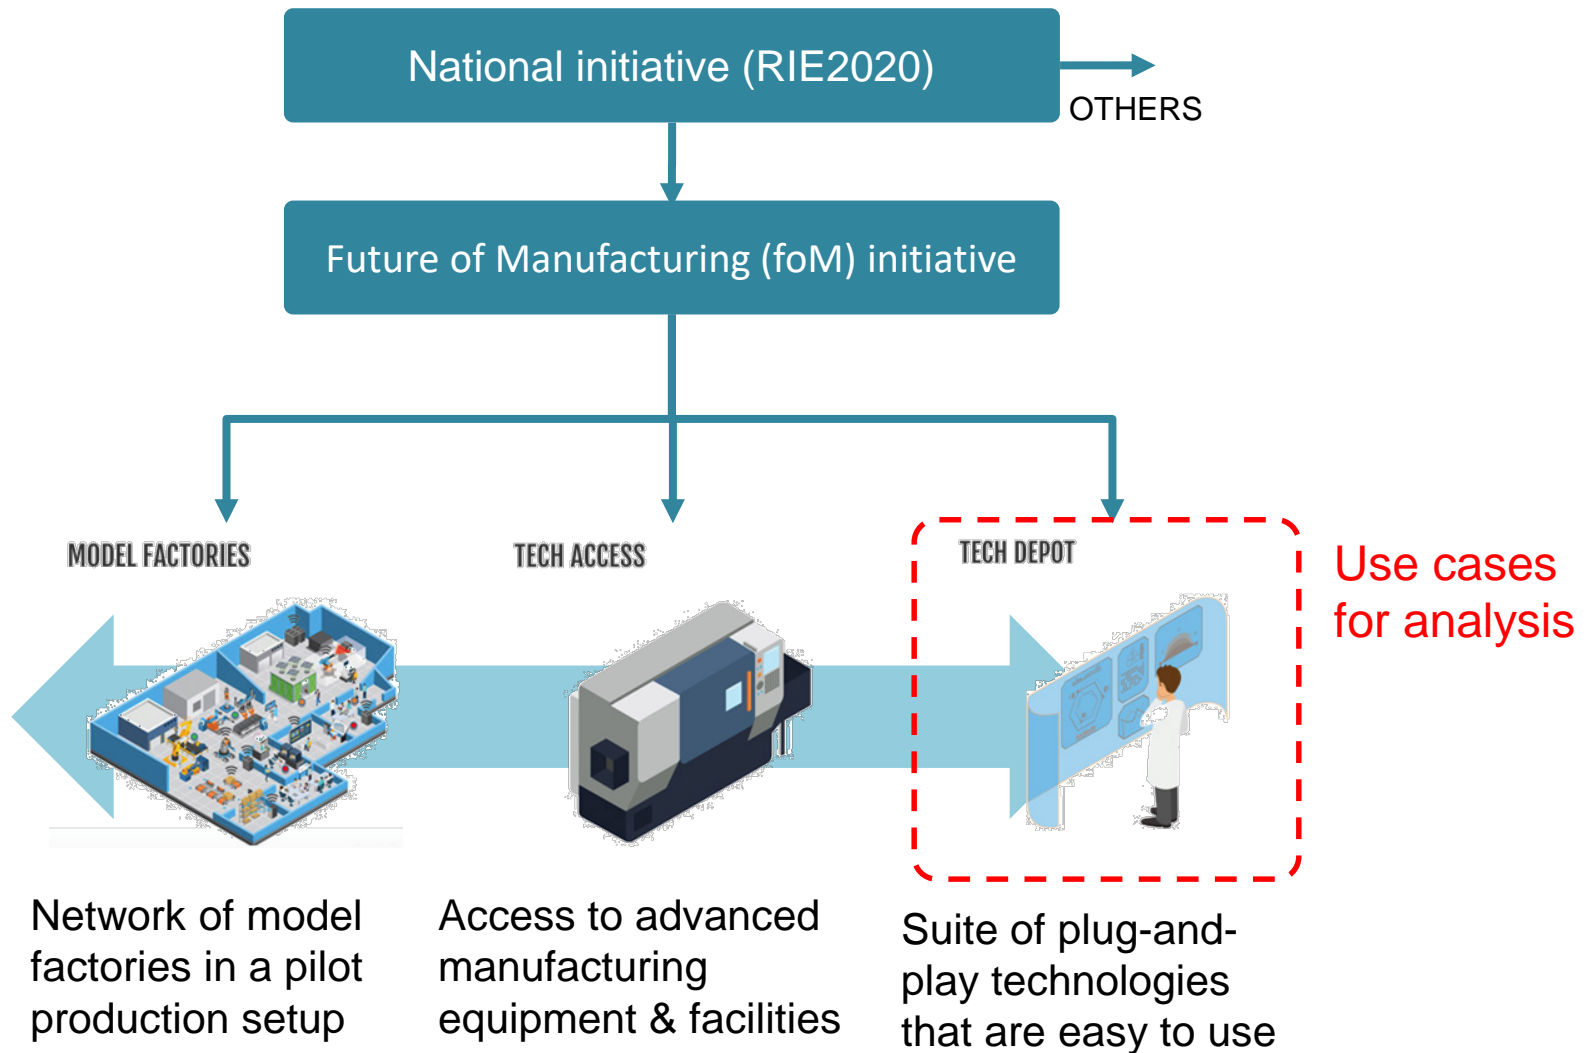 National initiative (RIE2020)
OTHERS
Future of Manufacturing (foM) initiative
MODEL FACTORIES
TECH ACCESS
TECH DEPOT
Use cases
for analysis
Network of model
factories in a pilot
production setup
Access to advanced
manufacturing
equipment & facilities
Suite of plug-and-
play technologies
that are easy to use